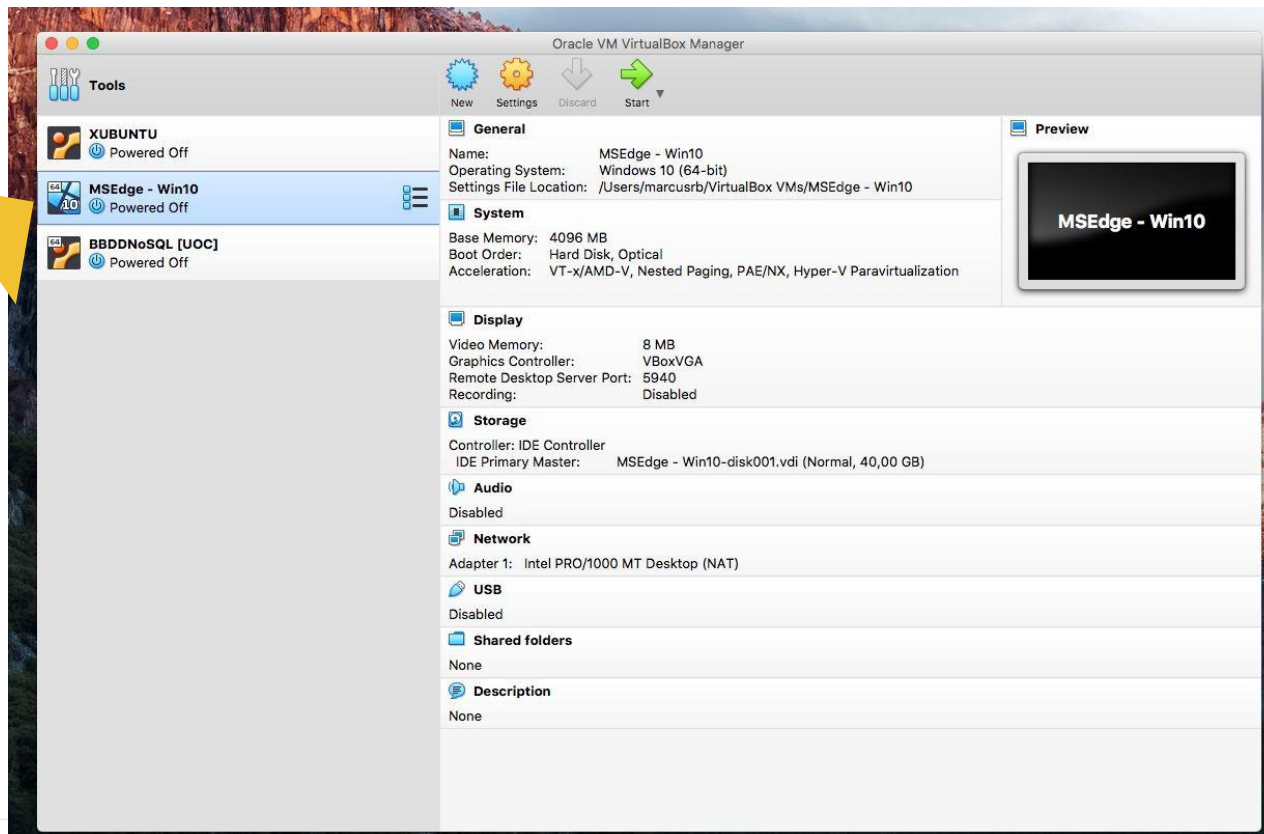 Oracle VM VirtualBox Manager
Tools
New Settings Discard Start
XUBUNTU
Powered Off
64
10
MSEdge - Win10
Powered Off
64
BBDDNoSQL [UOC]
Powered Off
General
Name: MSEdge - Win10
Operating System: Windows 10 (64-bit)
Settings File Location: /Users/marcusrb/VirtualBox VMs/MSEdge - Win10
System
Base Memory: 4096 MB
Boot Order: Hard Disk, Optical
Acceleration: VT-x/AMD-V, Nested Paging, PAE/NX, Hyper-V Paravirtualization
Preview
MSEdge - Win10
Display
Video Memory: 8 MB
Graphics Controller: VBoxVGA
Remote Desktop Server Port: 5940
Recording: Disabled
Storage
Controller: IDE Controller
IDE Primary Master: MSEdge - Win10-disk001.vdi (Normal, 40,00 GB)
Audio
Disabled
Network
Adapter 1: Intel PRO/1000 MT Desktop (NAT)
USB
Disabled
Shared folders
None
Description
None